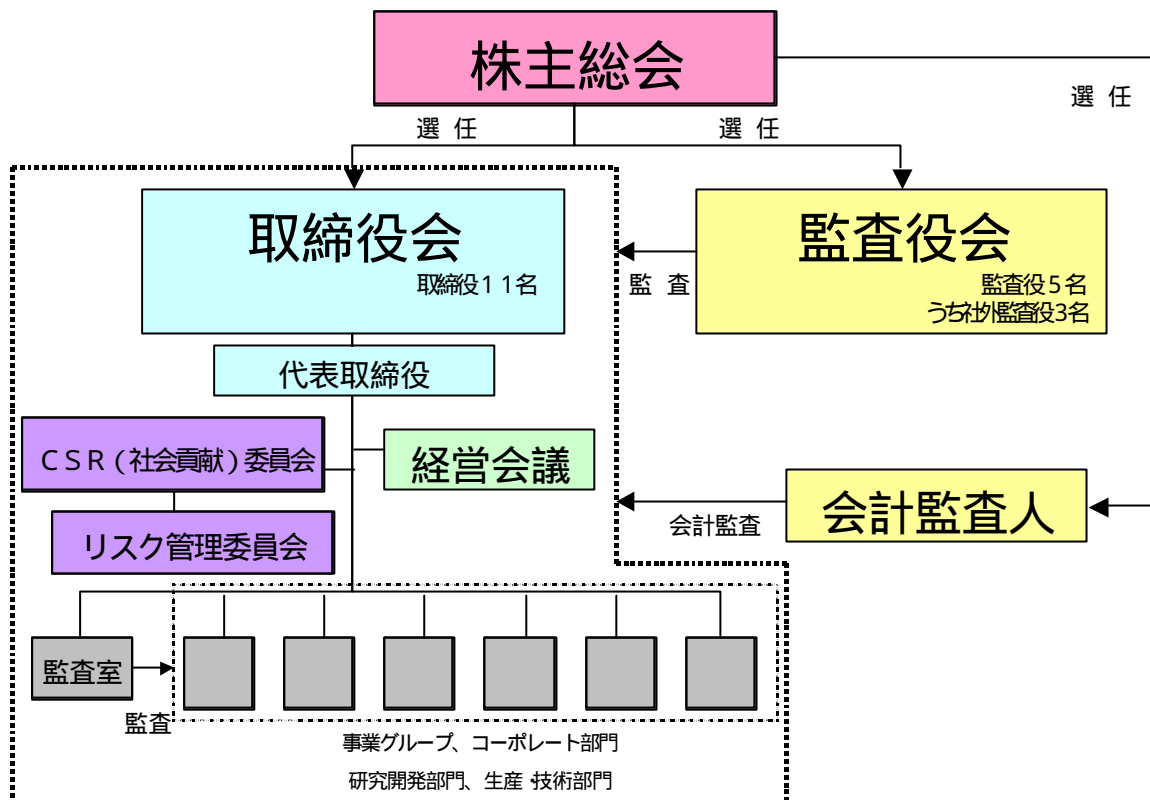 株主総会
選 任
選 任
選 任
取締役会
取締役11名
監査役会
監査役5名
うち社外監査役3名
監 査
代表取締役
CSR(社会貢献)委員会
経営会議
リスク管理委員会
会計監査人
会計監査
監査室
監査
事業グループ、コーポレート部門
研究開発部門、生産・技術部門